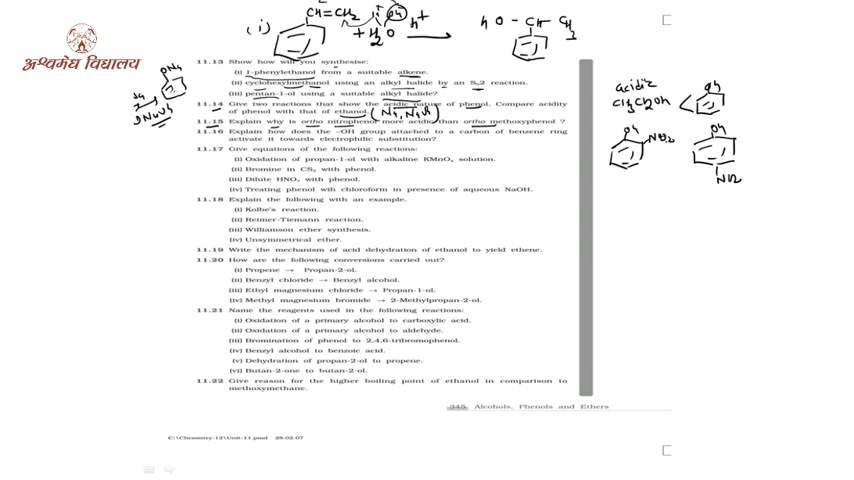 (i) CH=CH₂ + H₂O H⁺ → HO - CH - CH₃
अश्वमेध विद्यालय
11.13 Show how will you synthesise:
(i) 1-phenylethanol from a suitable alkene.
(ii) cyclohexylmethanol using an alkyl halide by an SN2 reaction.
(iii) pentan-1-ol using a suitable alkyl halide?
11.14 Give two reactions that show the acidic nature of phenol. Compare acidity
of phenol with that of ethanol.
11.15 Explain why is ortho nitrophenol more acidic than ortho methoxyphenol ?
11.16 Explain how does the –OH group attached to a carbon of benzene ring
activate it towards electrophilic substitution?
11.17 Give equations of the following reactions:
(i) Oxidation of propan-1-ol with alkaline KMnO₄ solution.
(ii) Bromine in CS₂ with phenol.
(iii) Dilute HNO₃ with phenol.
(iv) Treating phenol wth chloroform in presence of aqueous NaOH.
11.18 Explain the following with an example.
(i) Kolbe's reaction.
(ii) Reimer-Tiemann reaction.
(iii) Williamson ether synthesis.
(iv) Unsymmetrical ether.
11.19 Write the mechanism of acid dehydration of ethanol to yield ethene.
11.20 How are the following conversions carried out?
(i) Propene → Propan-2-ol.
(ii) Benzyl chloride → Benzyl alcohol.
(iii) Ethyl magnesium chloride → Propan-1-ol.
(iv) Methyl magnesium bromide → 2-Methylpropan-2-ol.
11.21 Name the reagents used in the following reactions:
(i) Oxidation of a primary alcohol to carboxylic acid.
(ii) Oxidation of a primary alcohol to aldehyde.
(iii) Bromination of phenol to 2,4,6-tribromophenol.
(iv) Benzyl alcohol to benzoic acid.
(v) Dehydration of propan-2-ol to propene.
(vi) Butan-2-one to butan-2-ol.
11.22 Give reason for the higher boiling point of ethanol in comparison to
methoxymethane.
345 Alcohols, Phenols and Ethers
C:\Chemistry-12\Unit-11.pmd 28.02.07
acidic
CH₃CH₂OH < OH
OH NO₂
OH
NO₂